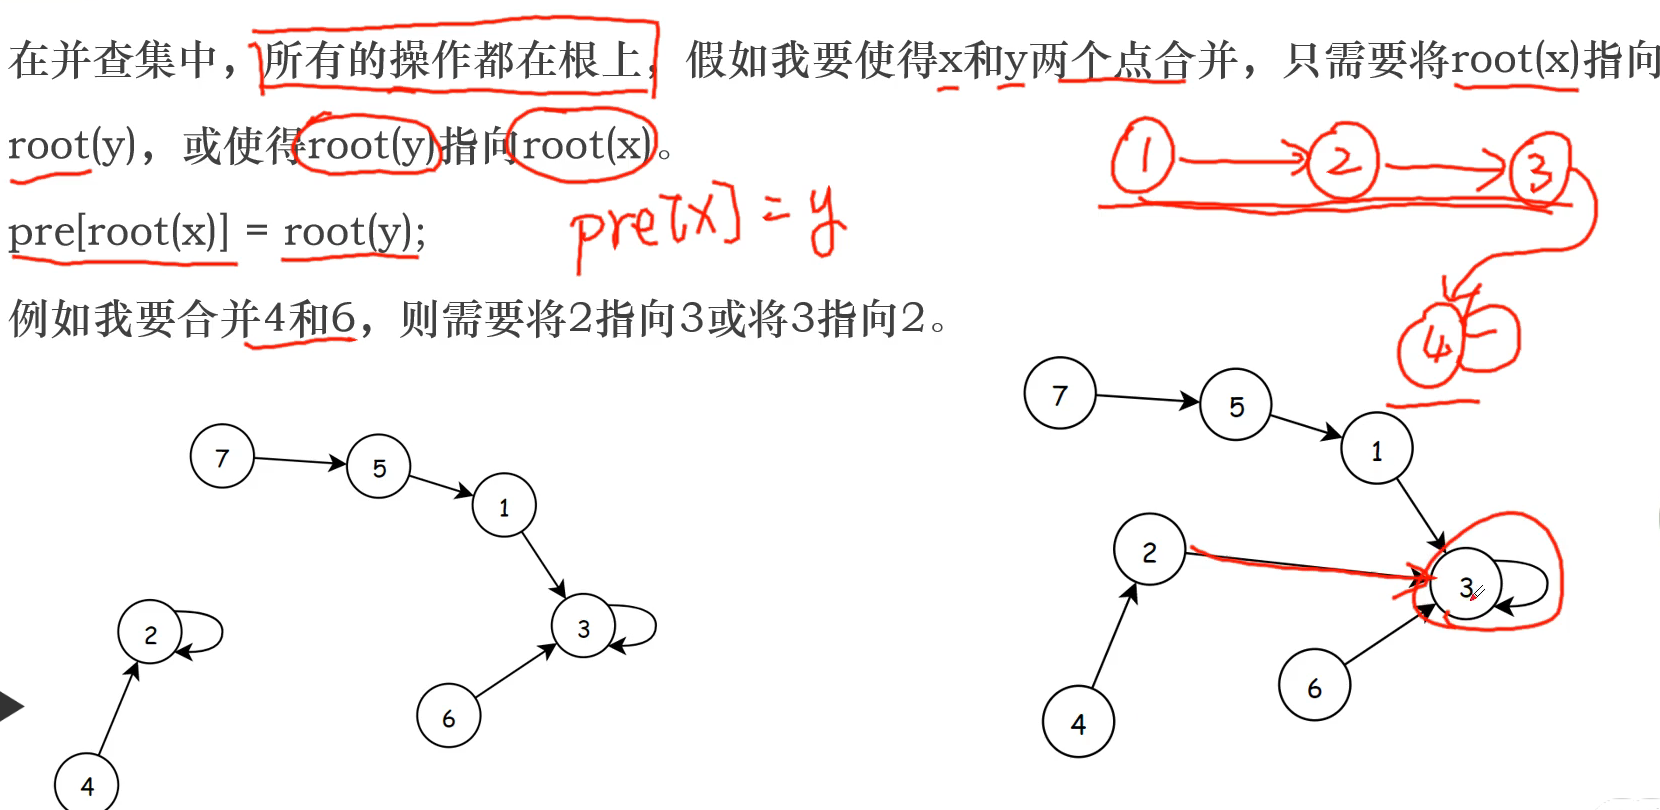 在并查集中，所有的操作都在根上，假如我要使得x和y两个点合并，只需要将root(x)指向
root(y)，或使得root(y)指向root(x)。
pre[root(x)] = root(y);
pre[x] = y
例如我要合并4和6，则需要将2指向3或将3指向2。
1 2 3
4
7 5 1
2 3
6
4
7 5 1
2 3
6
4